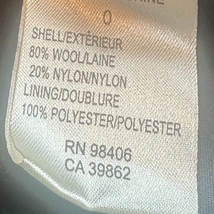 0
SHELL/EXTÉRIEUR
80% WOOL/LAINE
20% NYLON/NYLON
LINING/DOUBLURE
100% POLYESTER/POLYESTER
RN 98406
CA 39862